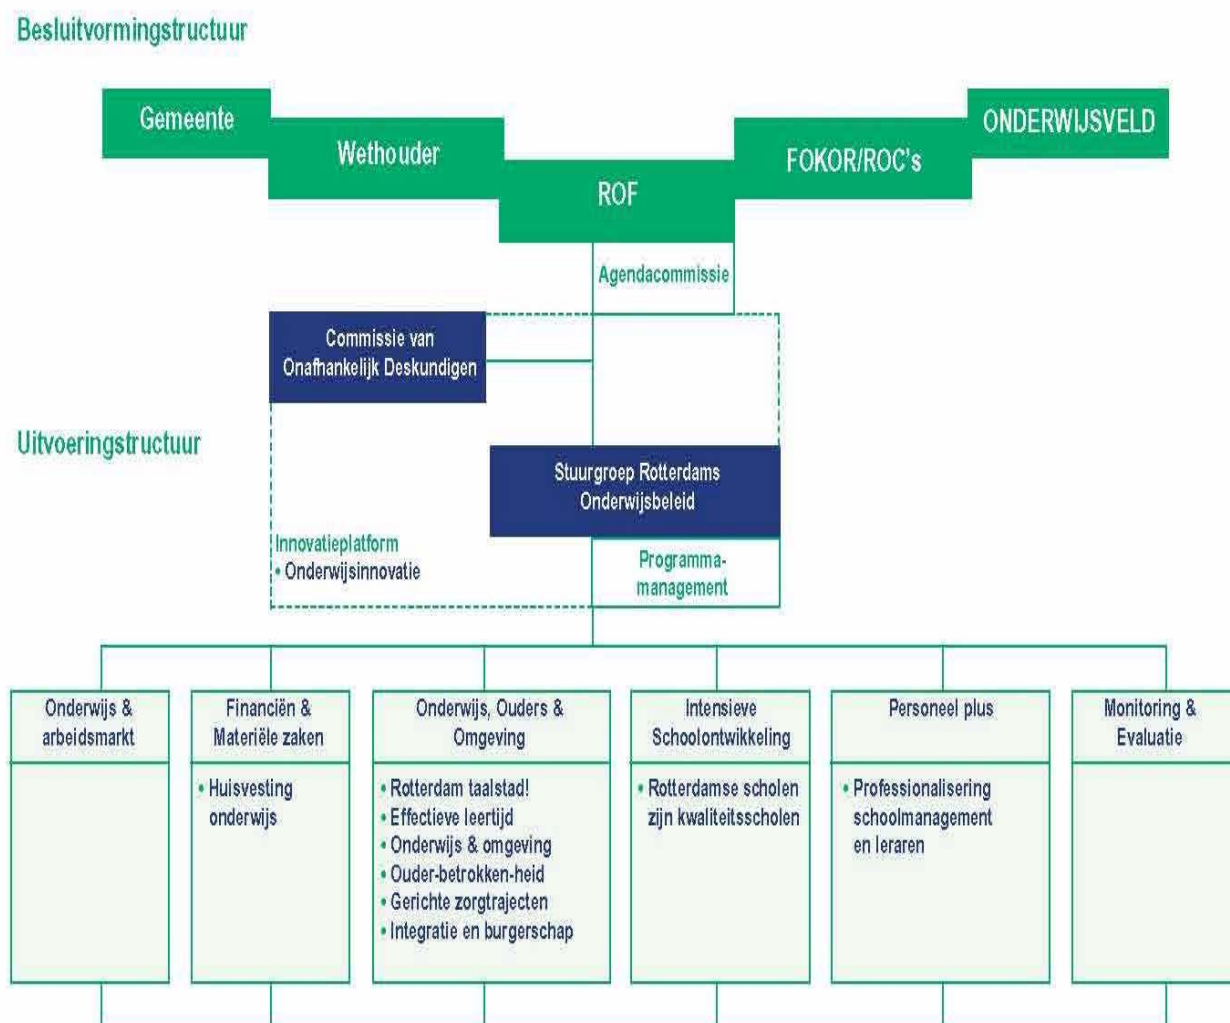 Besluitvormingstructuur
Gemeente
Wethouder
ROF
FOKOR/ROC's
ONDERWIJSVELD
Agendacommissie
Commissie van
Onafhankelijk Deskundigen
Uitvoeringstructuur
Stuurgroep Rotterdams
Onderwijsbeleid
Innovatieplatform
• Onderwijsinnovatie
Programma-
management
Onderwijs &
arbeidsmarkt
Financiën &
Materiële zaken
• Huisvesting
onderwijs
Onderwijs, Ouders &
Omgeving
• Rotterdam taalstad!
• Effectieve leertijd
• Onderwijs & omgeving
• Ouder-betrokken-heid
• Gerichte zorgtrajecten
• Integratie en burgerschap
Intensieve
Schoolontwikkeling
• Rotterdamse scholen
zijn kwaliteitsscholen
Personeel plus
• Professionalisering
schoolmanagement
en leraren
Monitoring &
Evaluatie